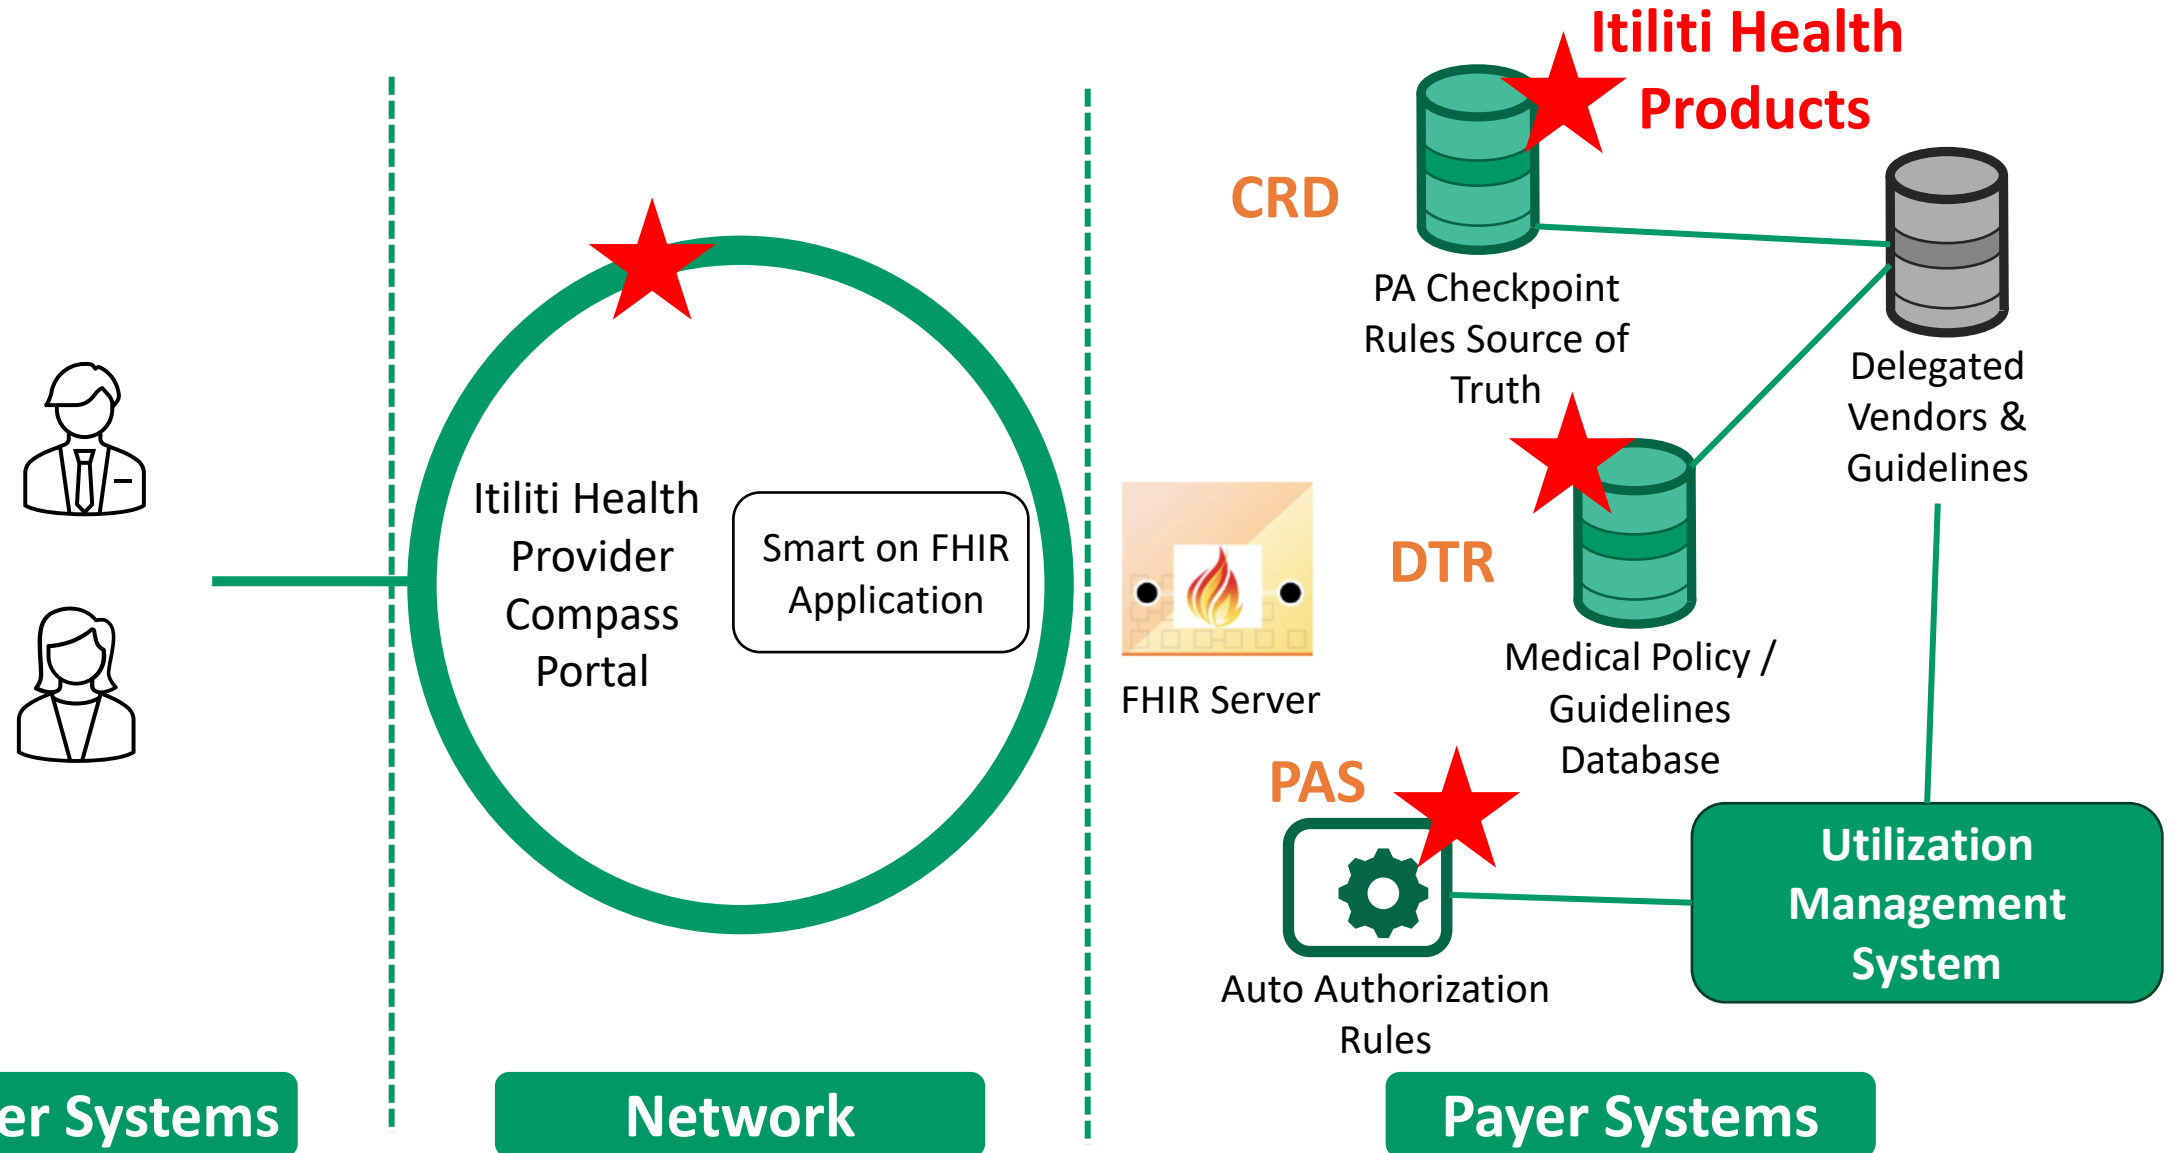 Itiliti Health
Products
CRD
PA Checkpoint
Rules Source of
Truth
Delegated
Vendors &
Guidelines
Itiliti Health
Provider
Compass
Portal
Smart on FHIR
Application
FHIR Server
DTR
Medical Policy /
Guidelines
Database
PAS
Auto Authorization
Rules
Utilization
Management
System
Systems
Network
Payer Systems